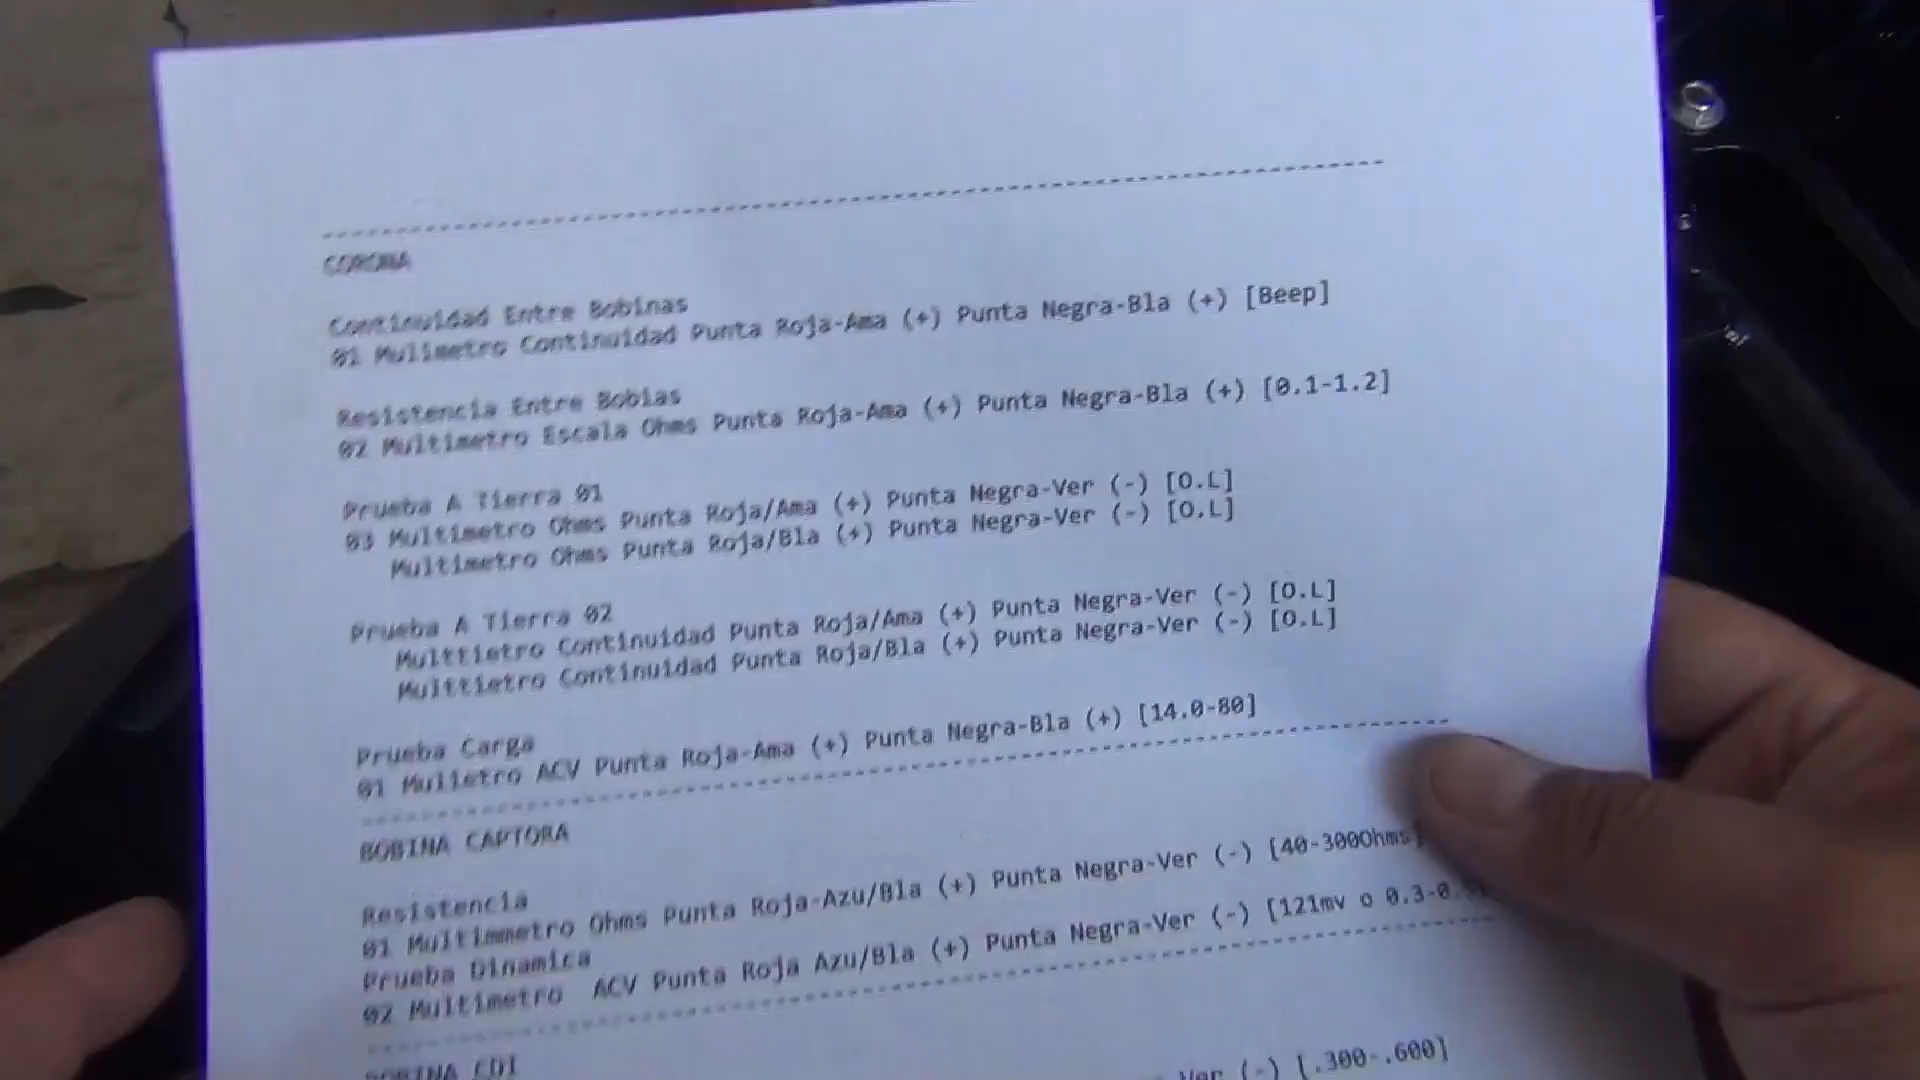 CORONA
Continuidad Entre Bobinas
01 Mulimetro Continuidad Punta Roja-Ama (+) Punta Negra-Bla (+) [Beep]
Resistencia Entre Bobias
02 Multimetro Escala Ohms Punta Roja-Ama (+) Punta Negra-Bla (+) [0.1-1.2]
Prueba A Tierra 01
03 Multimetro Ohms Punta Roja/Ama (+) Punta Negra-Ver (-) [O.L]
Multimetro Ohms Punta Roja/Bla (+) Punta Negra-Ver (-) [O.L]
Prueba A Tierra 02
Multtietro Continuidad Punta Roja/Ama (+) Punta Negra-Ver (-) [O.L]
Multtietro Continuidad Punta Roja/Bla (+) Punta Negra-Ver (-) [O.L]
Prueba Carga
01 Mulietro ACV Punta Roja-Ama (+) Punta Negra-Bla (+) [14.0-80]
BOBINA CAPTORA
Resistencia
01 Multimmetro Ohms Punta Roja-Azu/Bla (+) Punta Negra-Ver (-) [40-300Ohms]
Prueba Dinamica
02 Multimetro ACV Punta Roja Azu/Bla (+) Punta Negra-Ver (-) [121mv o
BOBINA CDI
Ver (-) [.300-.600]